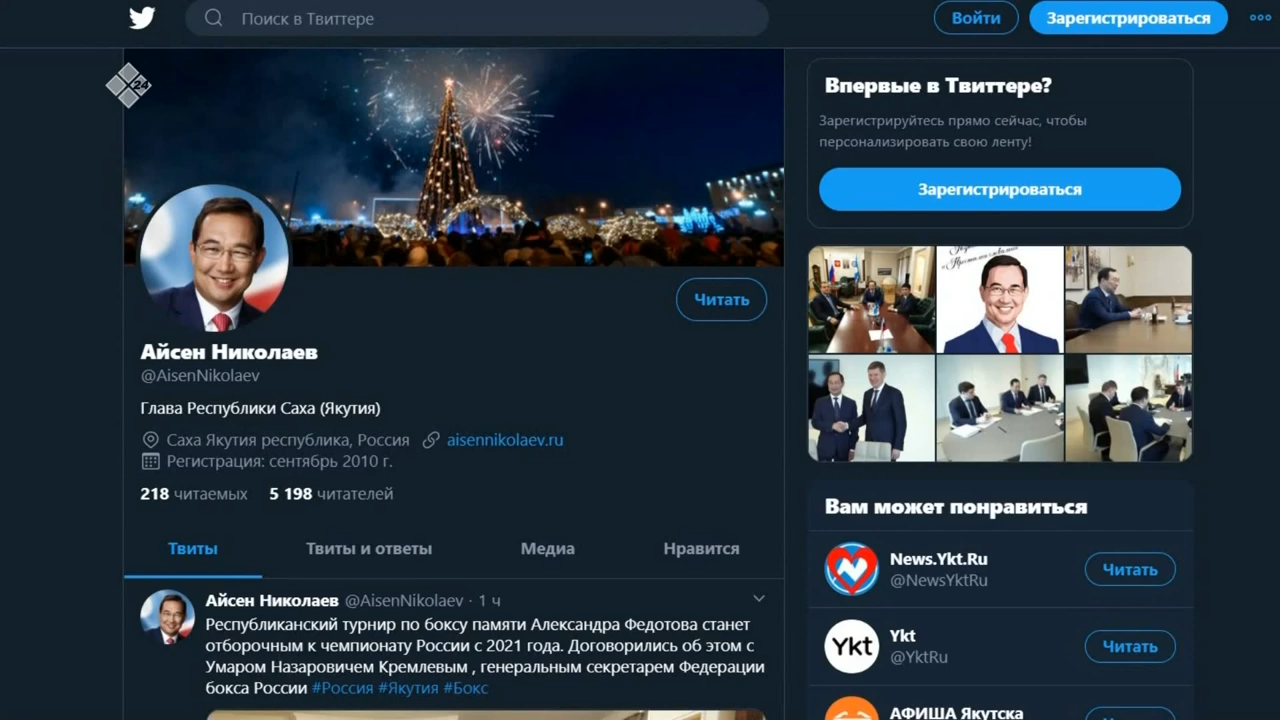 Поиск в Твиттере
Войти
Зарегистрироваться
X24
Айсен Николаев
@AisenNikolaev
Глава Республики Саха (Якутия)
Саха Якутия республика, Россия aisennikolaev.ru
Регистрация: сентябрь 2010 г.
218 читаемых 5 198 читателей
Читать
Твиты
Твиты и ответы
Медиа
Нравится
Айсен Николаев @AisenNikolaev · 1 ч
Республиканский турнир по боксу памяти Александра Федотова станет
отборочным к чемпионату России с 2021 года. Договорились об этом с
Умаром Назаровичем Кремлевым , генеральным секретарем Федерации
бокса России #Россия #Якутия #Бокс
Впервые в Твиттере?
Зарегистрируйтесь прямо сейчас, чтобы
персонализировать свою ленту!
Зарегистрироваться
Вам может понравиться
News.Ykt.Ru
@NewsYktRu
Читать
Ykt
Ykt
@YktRu
Читать
АФИША Якутска